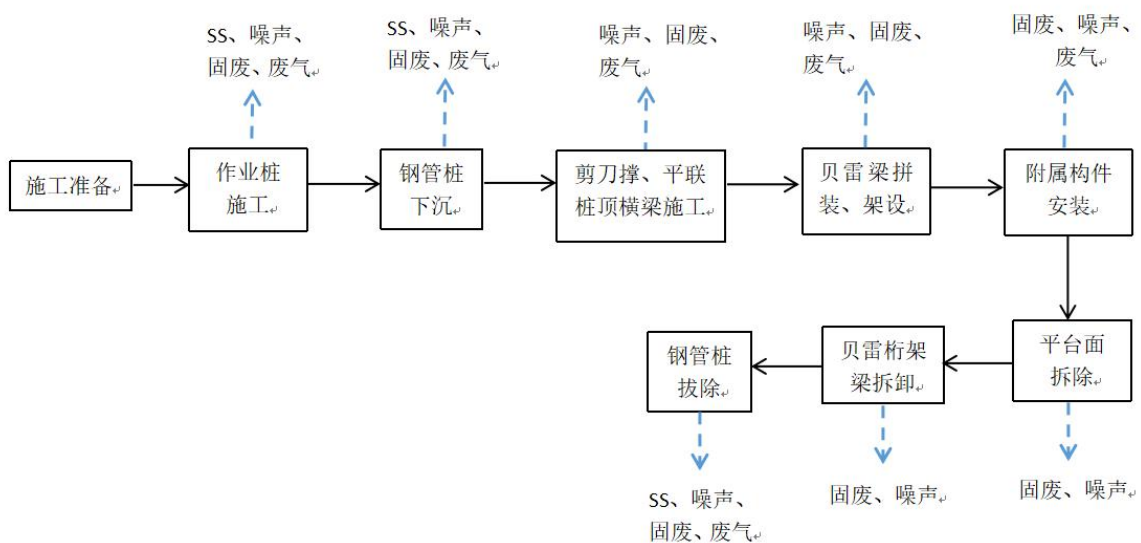 SS、噪声、
固废、废气
SS、噪声、
固废、废气
噪声、固废、
废气
噪声、固废、
废气
固废、噪声、
废气
施工准备
作业桩
施工
钢管桩
下沉
剪刀撑、平联
桩顶横梁施工
贝雷梁拼
装、架设
附属构件
安装
钢管桩
拔除
贝雷桁架
梁拆卸
平台面
拆除
SS、噪声、
固废、废气
固废、噪声
固废、噪声